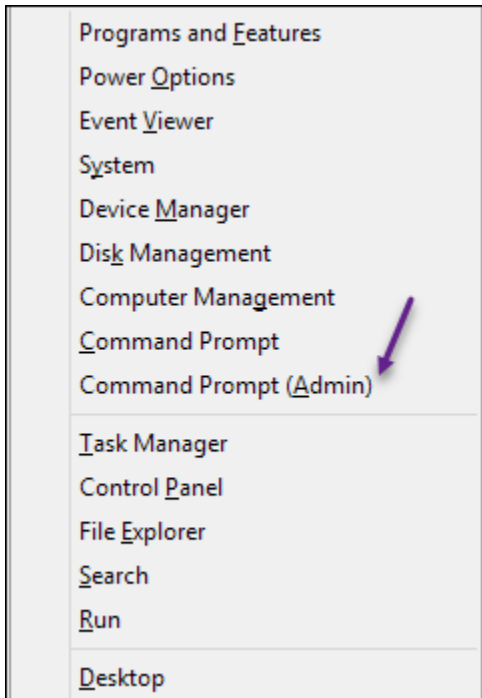 Programs and Features
Power Options
Event Viewer
System
Device Manager
Disk Management
Computer Management
Command Prompt
Command Prompt (Admin)
Task Manager
Control Panel
File Explorer
Search
Run
Desktop